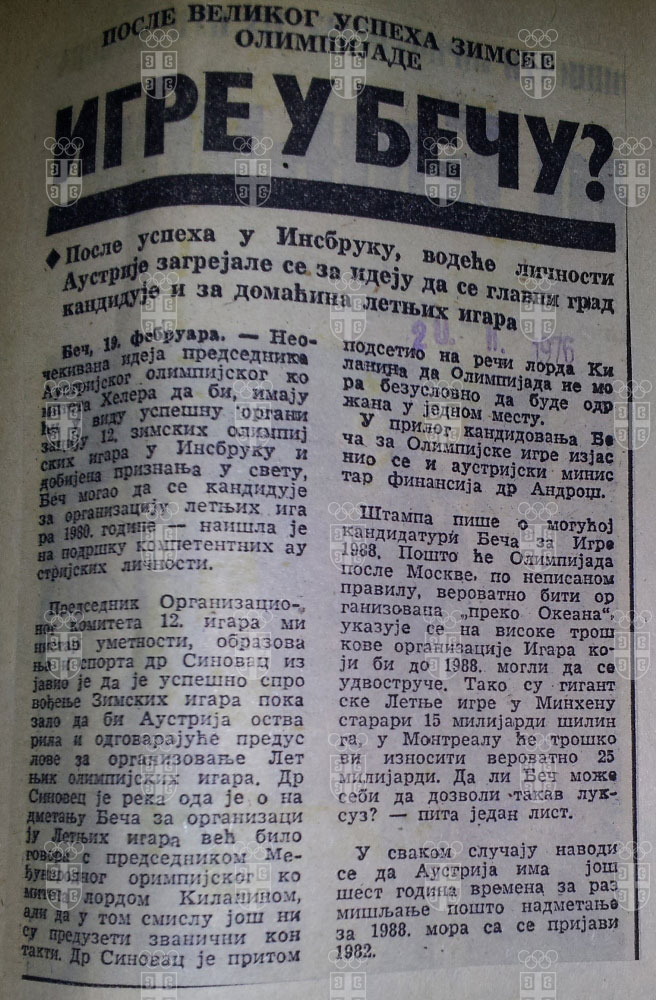 ПОСЛЕ ВЕЛИКОГ УСПЕХА ЗИМСКЕ
ОЛИМПИЈАДЕ
ИГРЕ У БЕЧУ?
◆ После успеха у Инсбруку, водеће личности
Аустрије загрејале се за идеју да се главни град
кандидује и за домаћина летњих игара
20. II. 1976
Беч, 19. фебруара. — Нео-
чекивана идеја председника
Аустријског олимпијског ко
митета Хелера да би, имају
ћи у виду успешну органи
зацију 12. зимских олимпиј
ских игара у Инсбруку и
добијена признања у свету,
Беч могао да се кандидује
за организацију летњих ига
ра 1980. године — наишла је
на подршку компетентних ау
стријских личности.
Председник Организацио-
ног комитета 12. игара ми
нистар уметности, образова
ња и спорта др Синовац из
јавио је да је успешно спро
вођење Зимских игара пока
зало да би Аустрија оства
рила и одговарајуће предус
лове за организовање Лет
њих олимпијских игара. Др
Синовец је река ода је о на
дметању Беча за организаци
ју Летњих игара већ било
говора с председником Ме-
ђународног оримпијског ко
митета лордом Киланином,
али да у том смислу још ни
су предузети званични кон
такти. Др Синовац је притом
подсетио на речи лорда Ки
ланина да Олимпијада не мо
ра безусловно да буде одр
жана у једном месту.
У прилог кандидовања Бе
ча за Олимпијске игре изјас
нио се и аустријски минис
тар финансија др Андрош.
Штампа пише о могућој
кандидатури Беча за Игре
1988. Пошто ће Олимпијада
после Москве, по неписаном
правилу, вероватно бити ор
ганизована „преко Океана“,
указује се на високе трош
кове организације Игара ко-
ји би до 1988. могли да се
удвоструче. Тако су гигант
ске Летње игре у Минхену
старари 15 милијарди шилин
га, у Монтреалу ће трошко
ви износити вероватно 25
милијарди. Да ли Беч може
себи да дозволи такав лук-
суз? — пита један лист.
У сваком случају наводи
се да Аустрија има још
шест година времена за раз
мишљање пошто надметање
за 1988. мора са се пријави
1982.